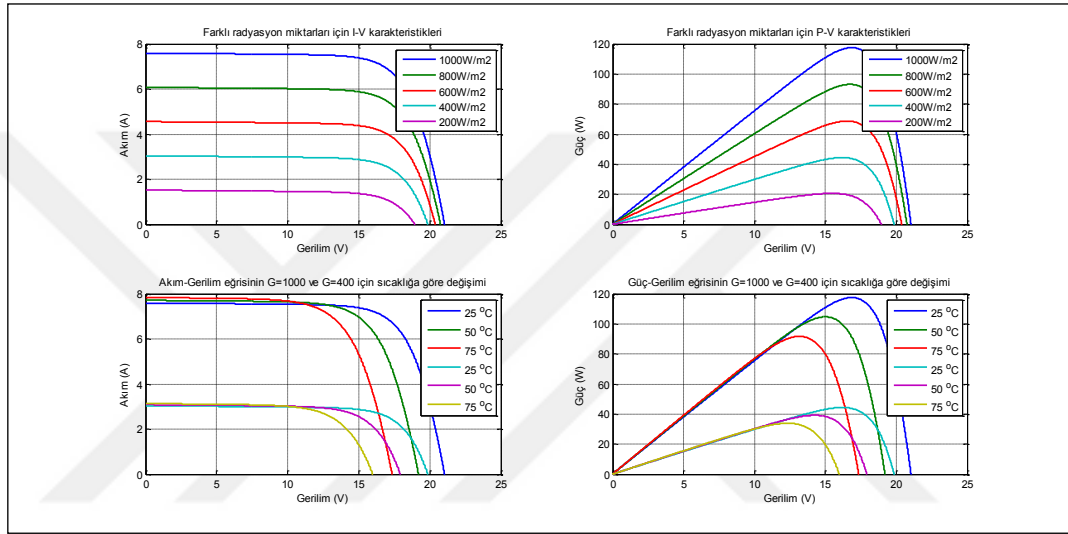 Farklı radyasyon miktarları için I-V karakteristikleri
8
6
4
2
0
Akım (A)
0 5 10 15 20 25
Gerilim (V)
1000W/m2
800W/m2
600W/m2
400W/m2
200W/m2
Farklı radyasyon miktarları için P-V karakteristikleri
120
100
80
60
40
20
0
Güç (W)
0 5 10 15 20 25
Gerilim (V)
1000W/m2
800W/m2
600W/m2
400W/m2
200W/m2
Akım-Gerilim eğrisinin G=1000 ve G=400 için sıcaklığa göre değişimi
8
6
4
2
0
Akım (A)
0 5 10 15 20 25
Gerilim (V)
25 °C
50 °C
75 °C
25 °C
50 °C
75 °C
Güç-Gerilim eğrisinin G=1000 ve G=400 için sıcaklığa göre değişimi
120
100
80
60
40
20
0
Güç (W)
0 5 10 15 20 25
Gerilim (V)
25 °C
50 °C
75 °C
25 °C
50 °C
75 °C